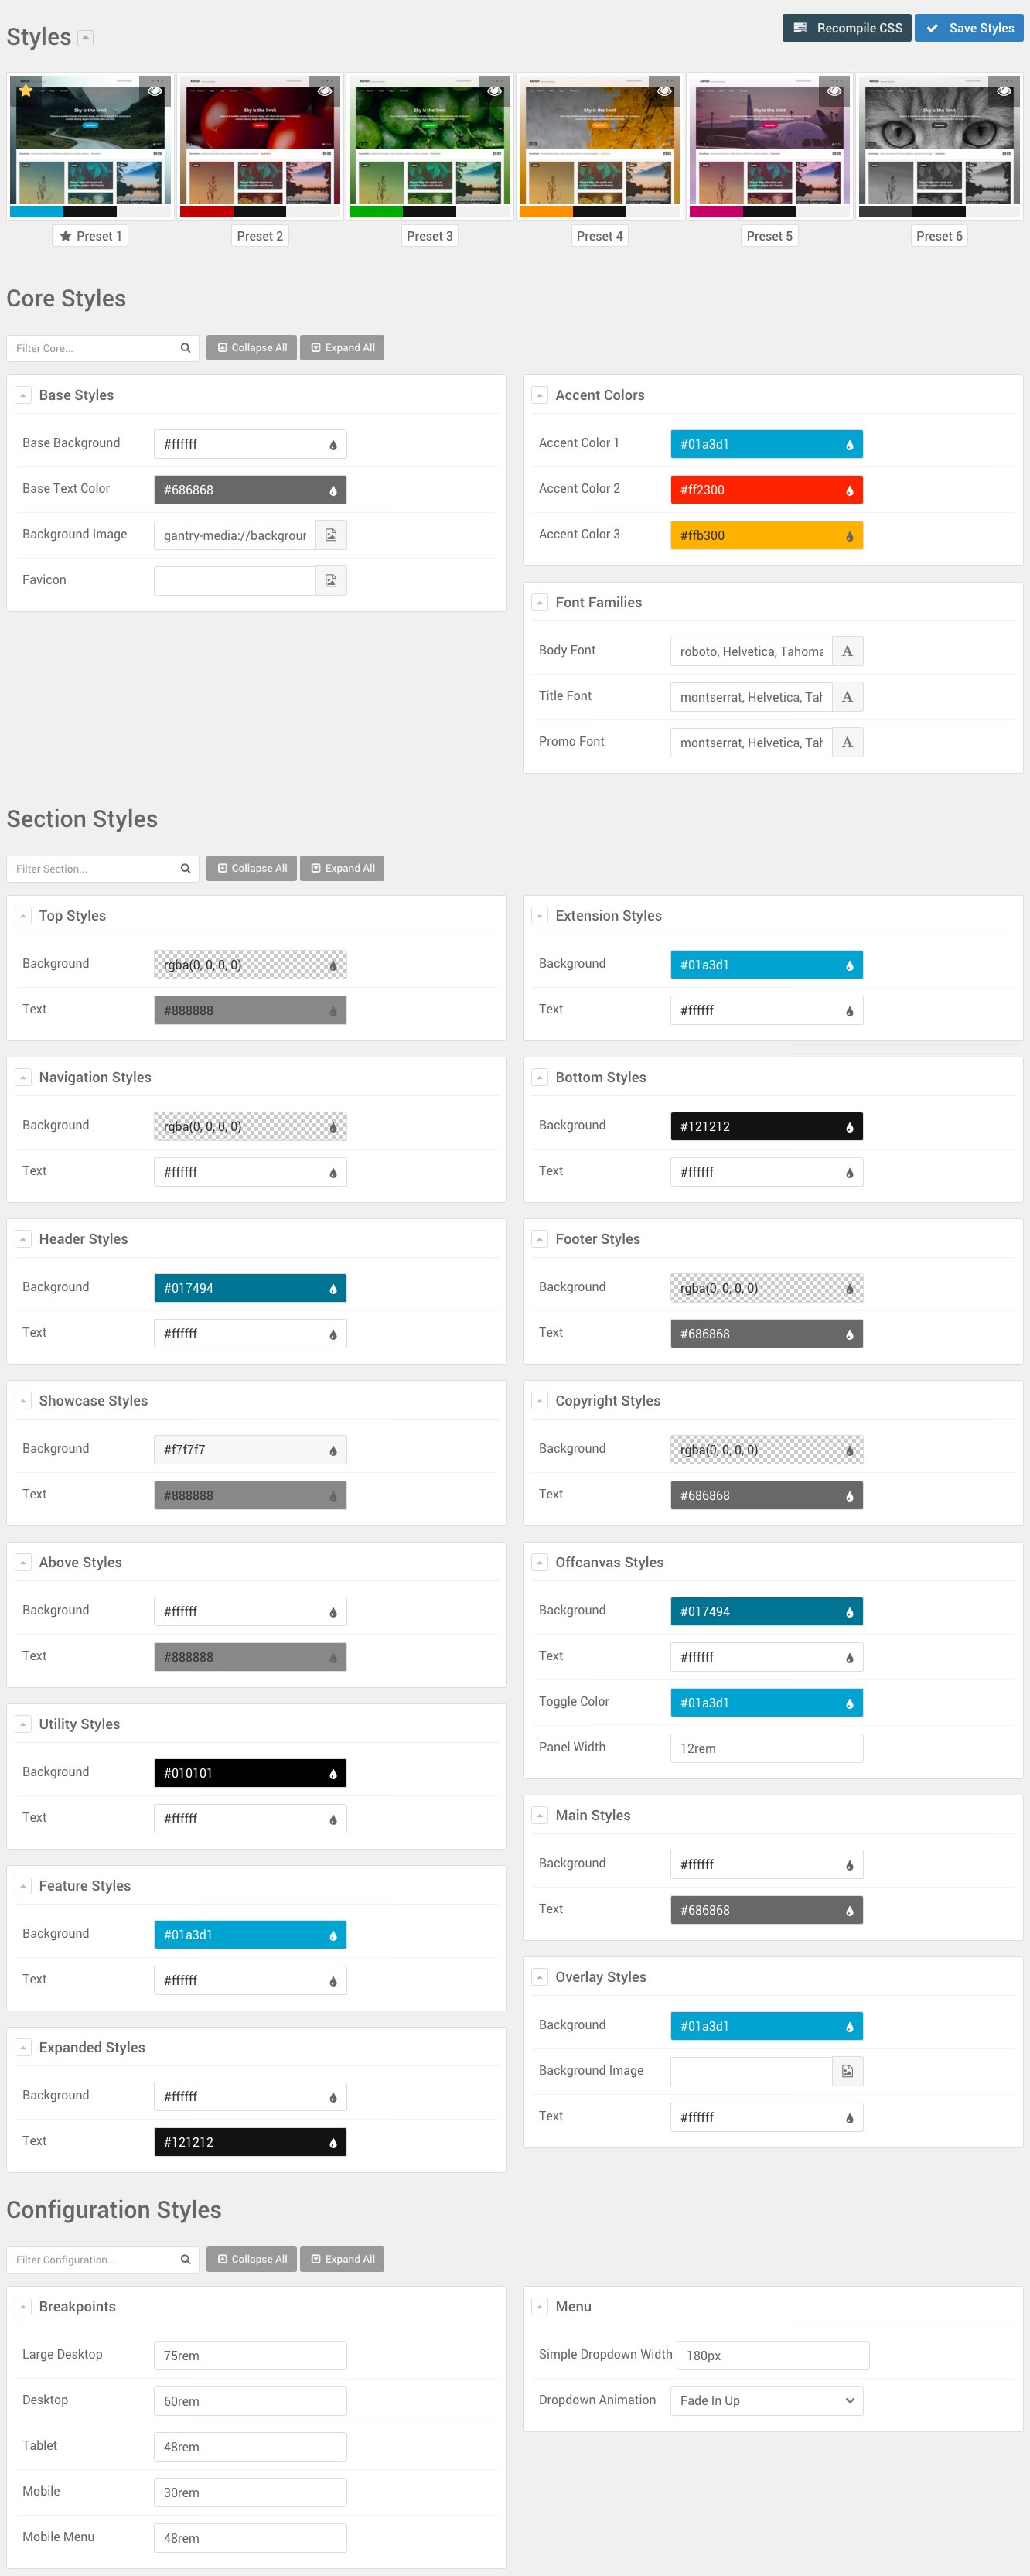 Styles
Recompile CSS
Save Styles
Sky is the limit
Sky is the limit
Sky is the limit
Sky is the limit
Sky is the limit
Sky is the limit
Preset 1
Preset 2
Preset 3
Preset 4
Preset 5
Preset 6
Core Styles
Filter Core...
Collapse All
Expand All
Base Styles
Base Background
#ffffff
Base Text Color
#686868
Background Image
gantry-media://backgrour
Favicon
Accent Colors
Accent Color 1
#01a3d1
Accent Color 2
#ff2300
Accent Color 3
#ffb300
Font Families
Body Font
roboto, Helvetica, Tahoma
Title Font
montserrat, Helvetica, Tah
Promo Font
montserrat, Helvetica, Tah
Section Styles
Filter Section...
Collapse All
Expand All
Top Styles
Background
rgba(0, 0, 0, 0)
Text
#888888
Navigation Styles
Background
rgba(0, 0, 0, 0)
Text
#ffffff
Header Styles
Background
#017494
Text
#ffffff
Showcase Styles
Background
#f7f7f7
Text
#888888
Above Styles
Background
#ffffff
Text
#888888
Utility Styles
Background
#010101
Text
#ffffff
Feature Styles
Background
#01a3d1
Text
#ffffff
Expanded Styles
Background
#ffffff
Text
#121212
Extension Styles
Background
#01a3d1
Text
#ffffff
Bottom Styles
Background
#121212
Text
#ffffff
Footer Styles
Background
rgba(0, 0, 0, 0)
Text
#686868
Copyright Styles
Background
rgba(0, 0, 0, 0)
Text
#686868
Offcanvas Styles
Background
#017494
Text
#ffffff
Toggle Color
#01a3d1
Panel Width
12rem
Main Styles
Background
#ffffff
Text
#686868
Overlay Styles
Background
#01a3d1
Background Image
Text
#ffffff
Configuration Styles
Filter Configuration...
Collapse All
Expand All
Breakpoints
Large Desktop
75rem
Desktop
60rem
Tablet
48rem
Mobile
30rem
Mobile Menu
48rem
Menu
Simple Dropdown Width
180px
Dropdown Animation
Fade In Up